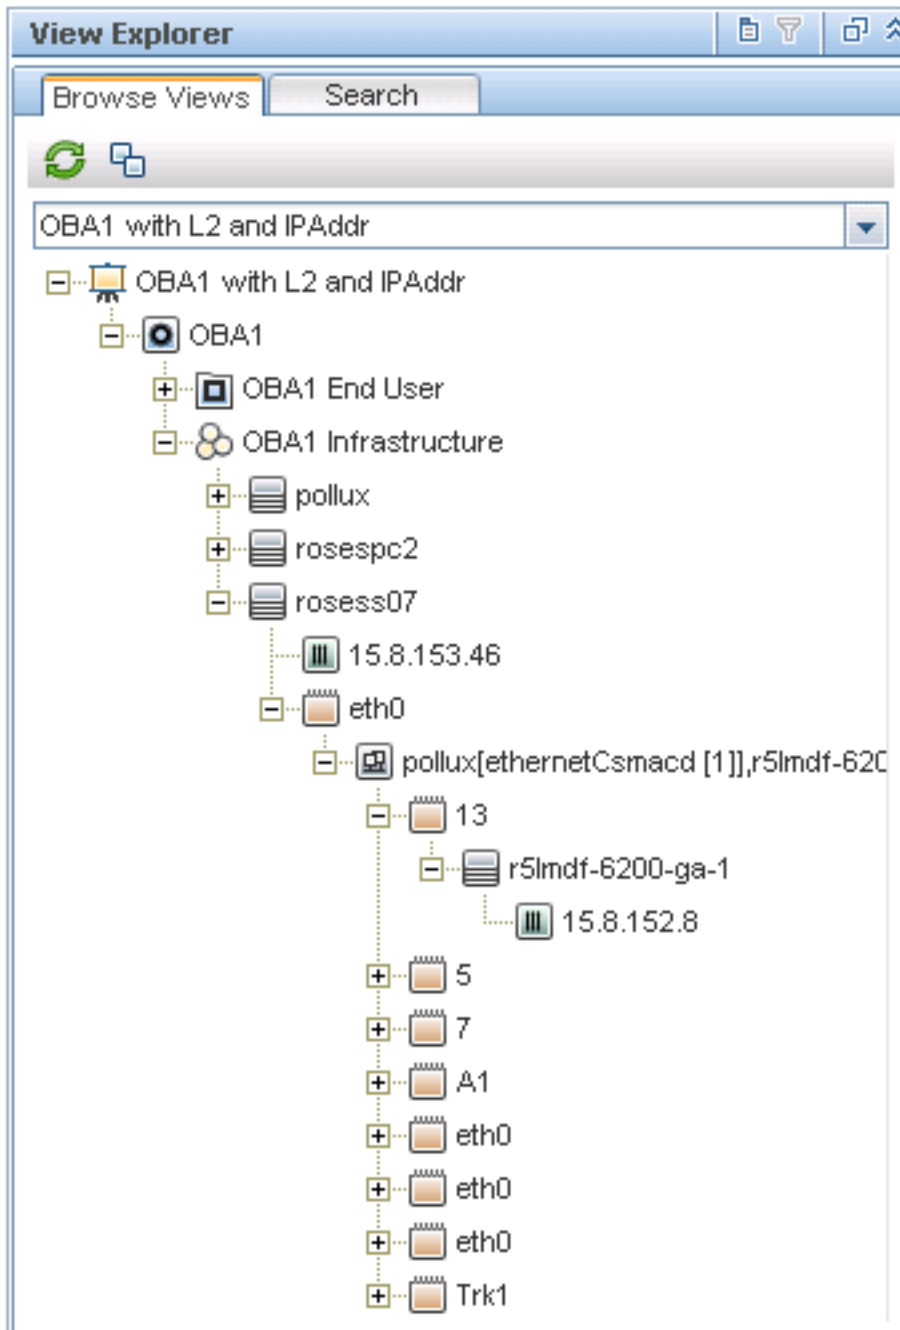 View Explorer
Browse Views
Search
OBA1 with L2 and IPAddr
OBA1 with L2 and IPAddr
OBA1
OBA1 End User
OBA1 Infrastructure
pollux
rosespc2
rosess07
15.8.153.46
eth0
pollux[ethernetCsmacd [1]],r5lmdf-620
13
r5lmdf-6200-ga-1
15.8.152.8
5
7
A1
eth0
eth0
eth0
Trk1